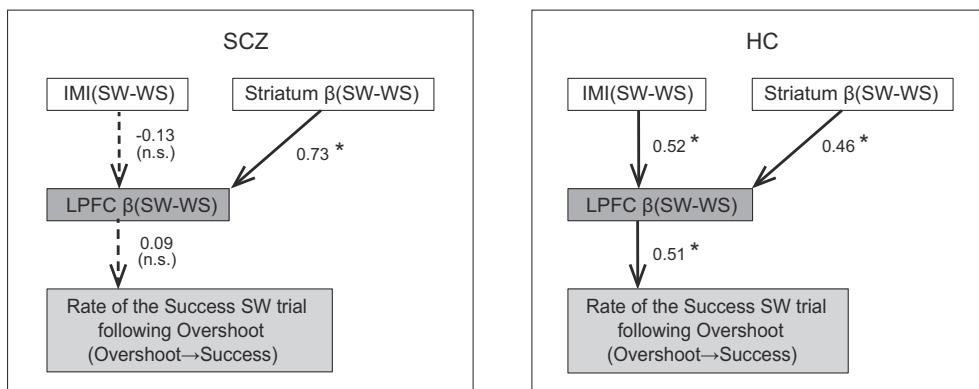 SCZ
IMI(SW-WS)
Striatum β(SW-WS)
-0.13
(n.s.)
0.73 *
LPFC β(SW-WS)
0.09
(n.s.)
Rate of the Success SW trial
following Overshoot
(Overshoot→Success)
HC
IMI(SW-WS)
Striatum β(SW-WS)
0.52 *
0.46 *
LPFC β(SW-WS)
0.51 *
Rate of the Success SW trial
following Overshoot
(Overshoot→Success)